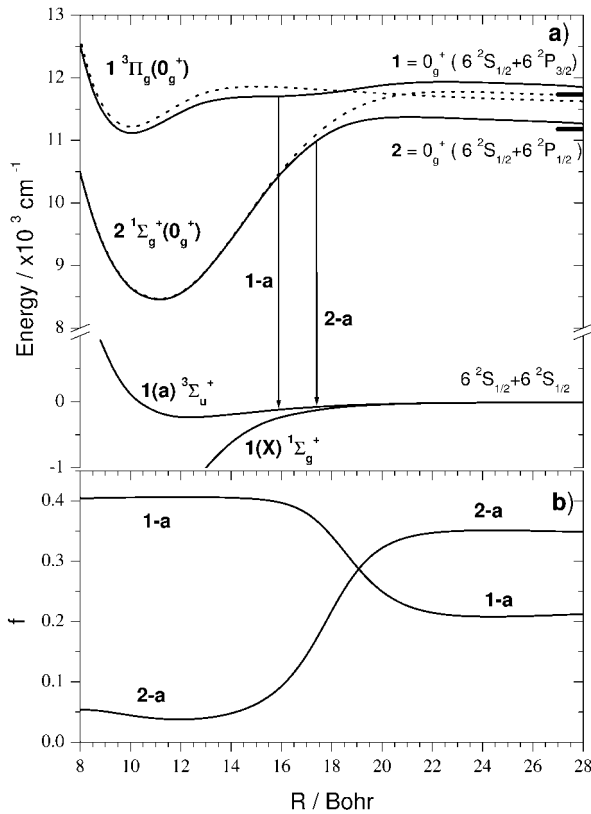 a)
1 ³Πg(0g⁺)
1 = 0g⁺ ( 6 ²S1/2+6 ²P3/2)
2 = 0g⁺ ( 6 ²S1/2+6 ²P1/2)
2 ¹Σg⁺(0g⁺)
1-a
2-a
1(a) ³Σu⁺
6 ²S1/2+6 ²S1/2
1(X) ¹Σg⁺
Energy / x10³ cm⁻¹
13
12
11
10
9
8
0
-1
b)
1-a
2-a
2-a
1-a
f
0.4
0.3
0.2
0.1
0.0
8 10 12 14 16 18 20 22 24 26 28
R / Bohr